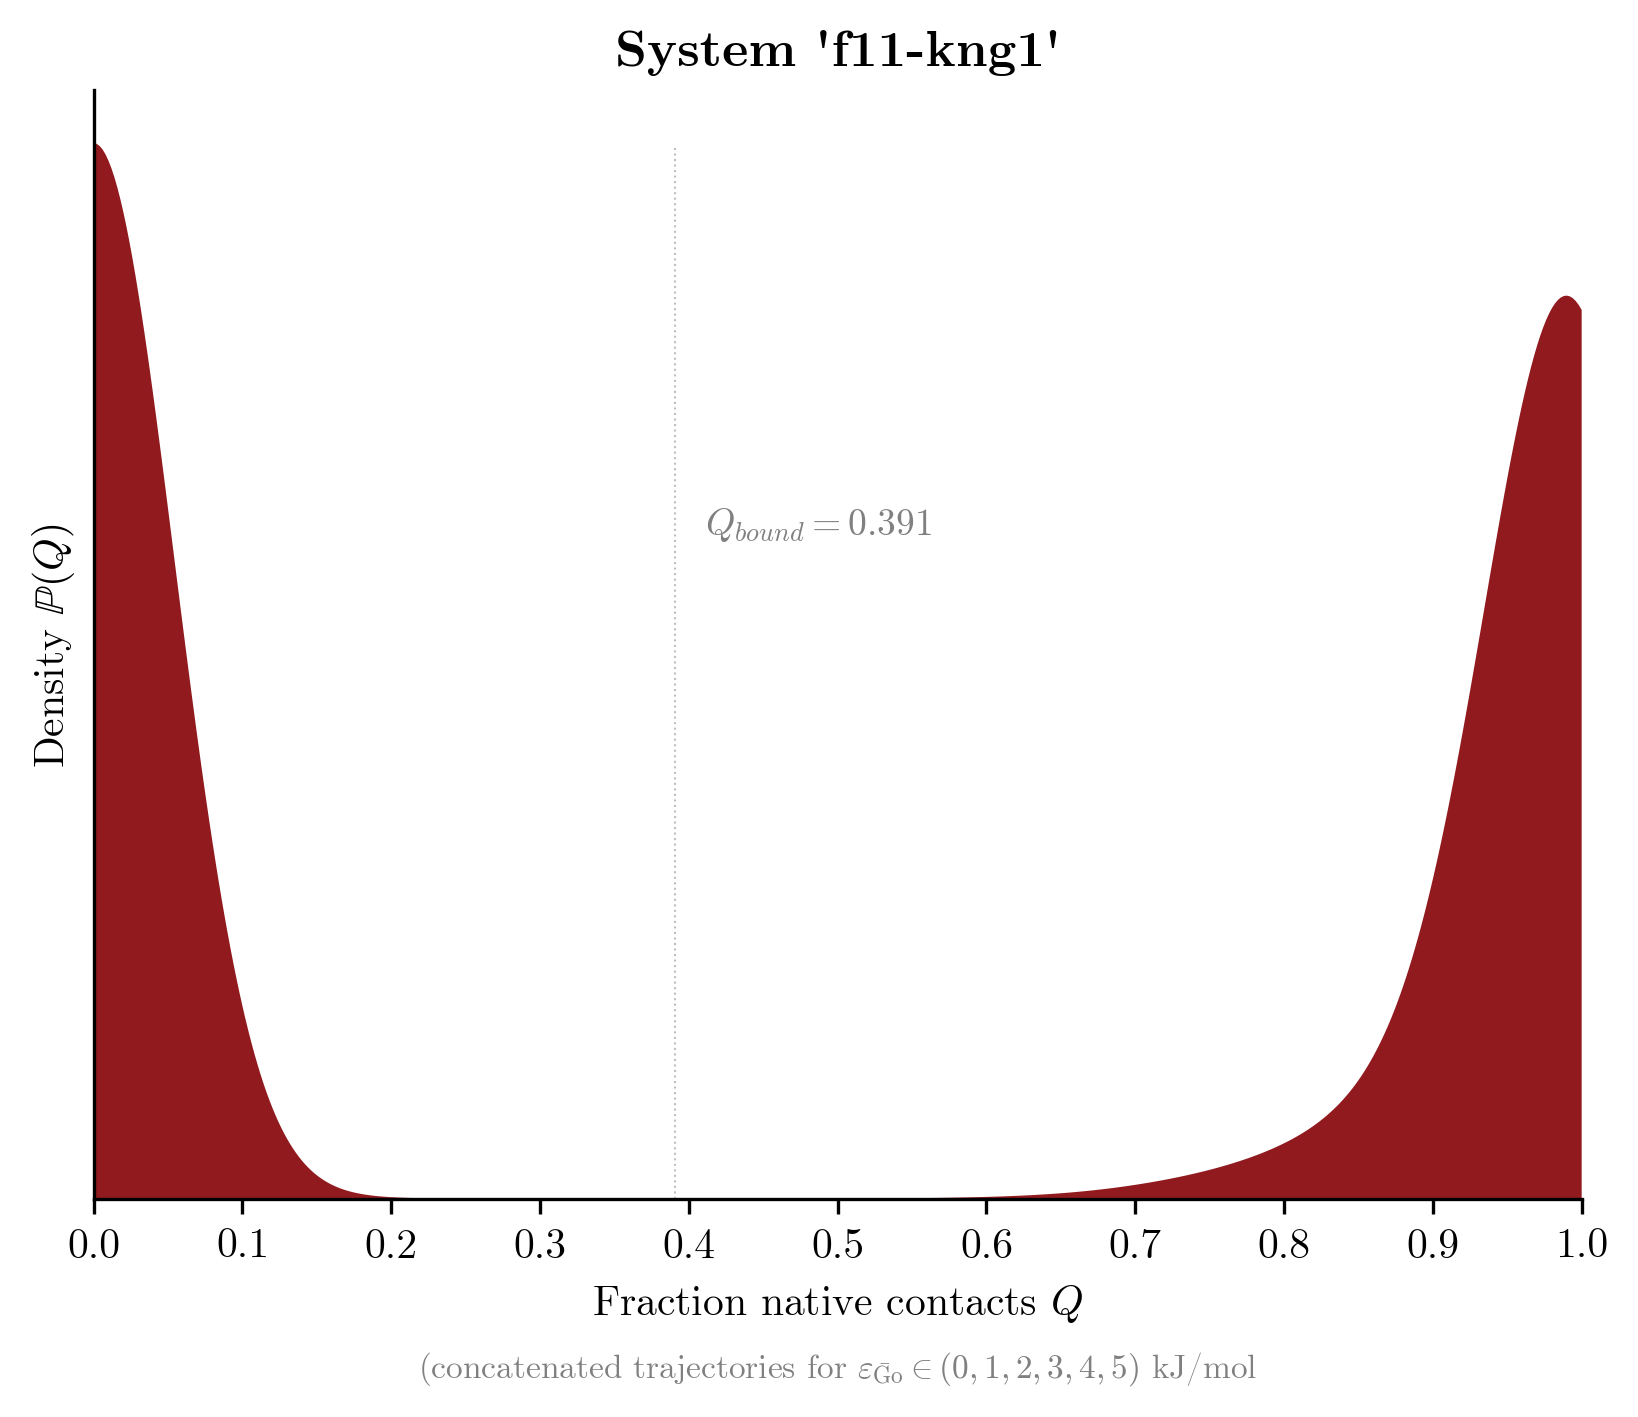 System 'f11-kng1'
Density ℙ(Q)
Q_bound = 0.391
0.0 0.1 0.2 0.3 0.4 0.5 0.6 0.7 0.8 0.9 1.0
Fraction native contacts Q
(concatenated trajectories for ε_Ḡo ∈ (0, 1, 2, 3, 4, 5) kJ/mol